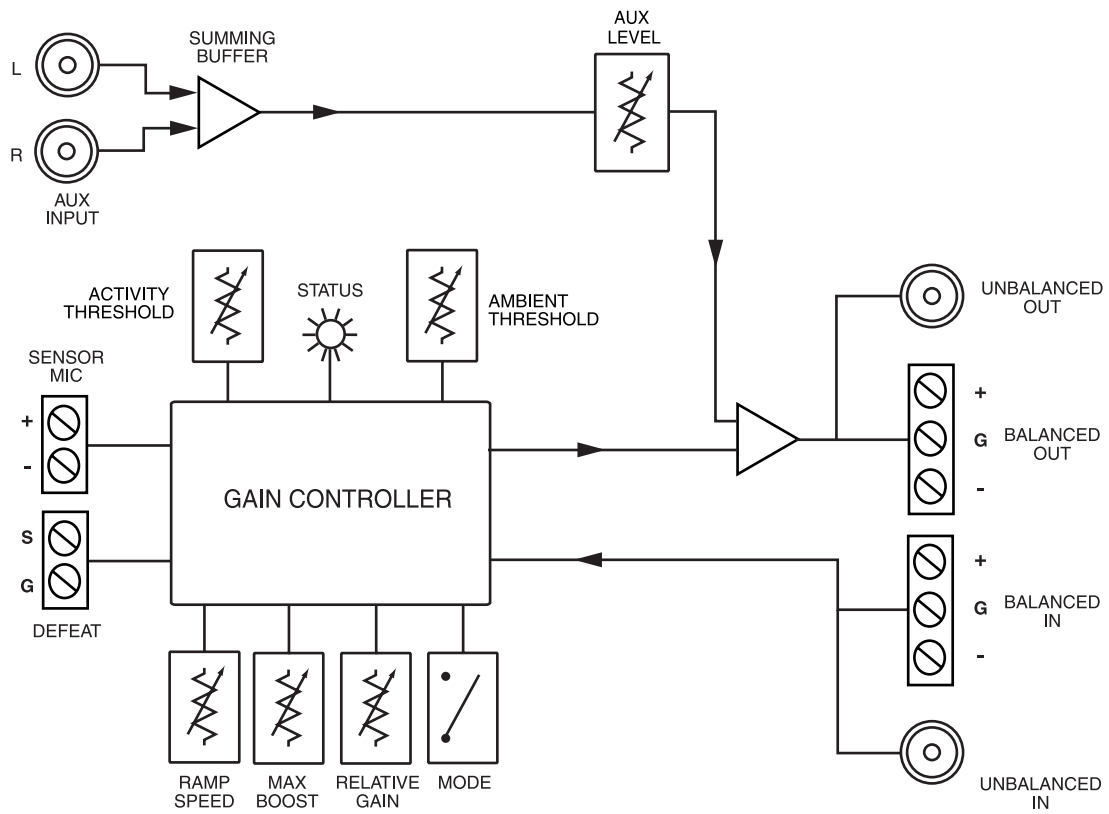 AUX
LEVEL
SUMMING
BUFFER
L
R
AUX
INPUT
ACTIVITY
THRESHOLD
STATUS
AMBIENT
THRESHOLD
UNBALANCED
OUT
SENSOR
MIC
+
-
+
G
-
BALANCED
OUT
GAIN CONTROLLER
S
G
DEFEAT
+
G
-
BALANCED
IN
RAMP
SPEED
MAX
BOOST
RELATIVE
GAIN
MODE
UNBALANCED
IN